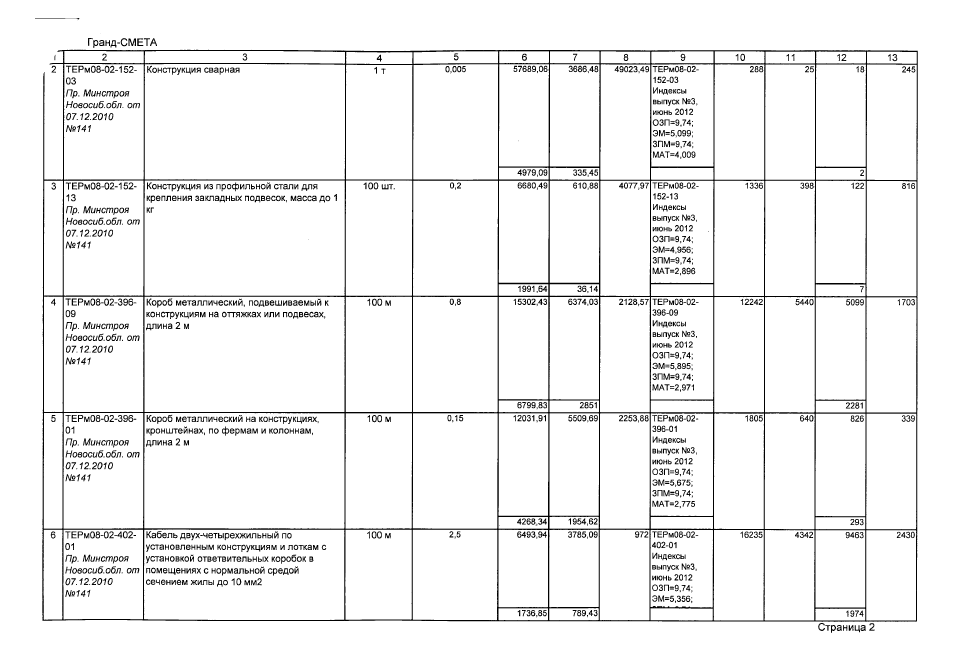 Гранд-СМЕТА
2 3 4 5 6 7 8 9 10 11 12 13
2 ТЕРм08-02-152- Конструкция сварная 1 т 0,005 57689,06 3686,48 49023,49 ТЕРм08-02- 288 25 18 245
03 152-03
Пр. Минстроя Индексы
Новосиб.обл. от выпуск №3,
07.12.2010 июнь 2012
№141 ОЗП=9,74;
ЭМ=5,099;
ЗПМ=9,74;
МАТ=4,009
4979,09 335,45 2
3 ТЕРм08-02-152- Конструкция из профильной стали для 100 шт. 0,2 6680,49 610,88 4077,97 ТЕРм08-02- 1336 398 122 816
13 крепления закладных подвесок, масса до 1 152-13
Пр. Минстроя кг Индексы
Новосиб.обл. от выпуск №3,
07.12.2010 июнь 2012
№141 ОЗП=9,74;
ЭМ=4,956;
ЗПМ=9,74;
МАТ=2,896
1991,64 36,14 7
4 ТЕРм08-02-396- Короб металлический, подвешиваемый к 100 м 0,8 15302,43 6374,03 2128,57 ТЕРм08-02- 12242 5440 5099 1703
09 конструкциям на оттяжках или подвесах, 396-09
Пр. Минстроя длина 2 м Индексы
Новосиб.обл. от выпуск №3,
07.12.2010 июнь 2012
№141 ОЗП=9,74;
ЭМ=5,895;
ЗПМ=9,74;
МАТ=2,971
6799,83 2851 2281
5 ТЕРм08-02-396- Короб металлический на конструкциях, 100 м 0,15 12031,91 5509,69 2253,88 ТЕРм08-02- 1805 640 826 339
01 кронштейнах, по фермам и колоннам, 396-01
Пр. Минстроя длина 2 м Индексы
Новосиб.обл. от выпуск №3,
07.12.2010 июнь 2012
№141 ОЗП=9,74;
ЭМ=5,675;
ЗПМ=9,74;
МАТ=2,775
4268,34 1954,62 293
6 ТЕРм08-02-402- Кабель двух-четырехжильный по 100 м 2,5 6493,94 3785,09 972 ТЕРм08-02- 16235 4342 9463 2430
01 установленным конструкциям и лоткам с 402-01
Пр. Минстроя установкой ответвительных коробок в Индексы
Новосиб.обл. от помещениях с нормальной средой выпуск №3,
07.12.2010 сечением жилы до 10 мм2 июнь 2012
№141 ОЗП=9,74;
ЭМ=5,356;
1736,85 789,43 1974
Страница 2